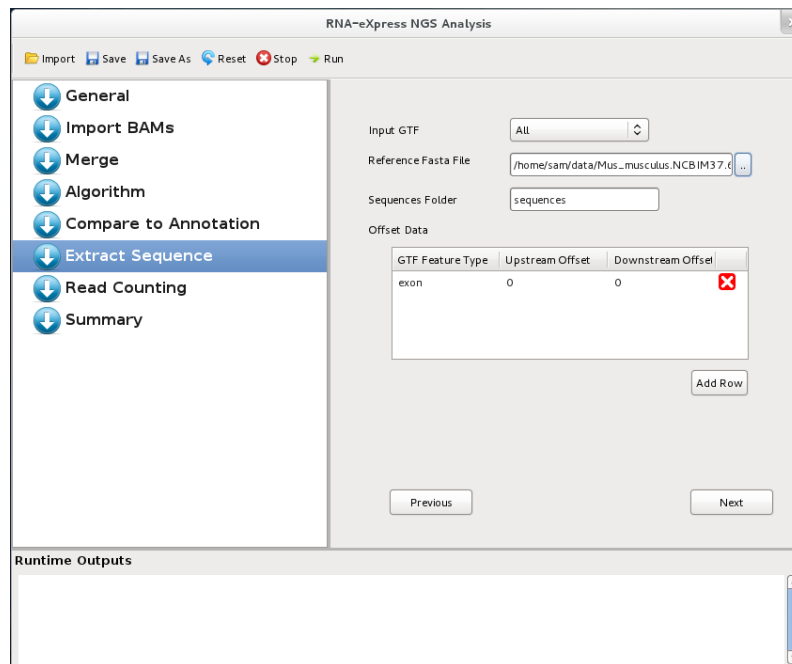 RNA-eXpress NGS Analysis
Import Save Save As Reset Stop Run
General
Import BAMs
Merge
Algorithm
Compare to Annotation
Extract Sequence
Read Counting
Summary
Input GTF All
Reference Fasta File /home/sam/data/Mus_musculus.NCBIM37.6 ..
Sequences Folder sequences
Offset Data
GTF Feature Type Upstream Offset Downstream Offset
exon 0 0
Add Row
Previous Next
Runtime Outputs